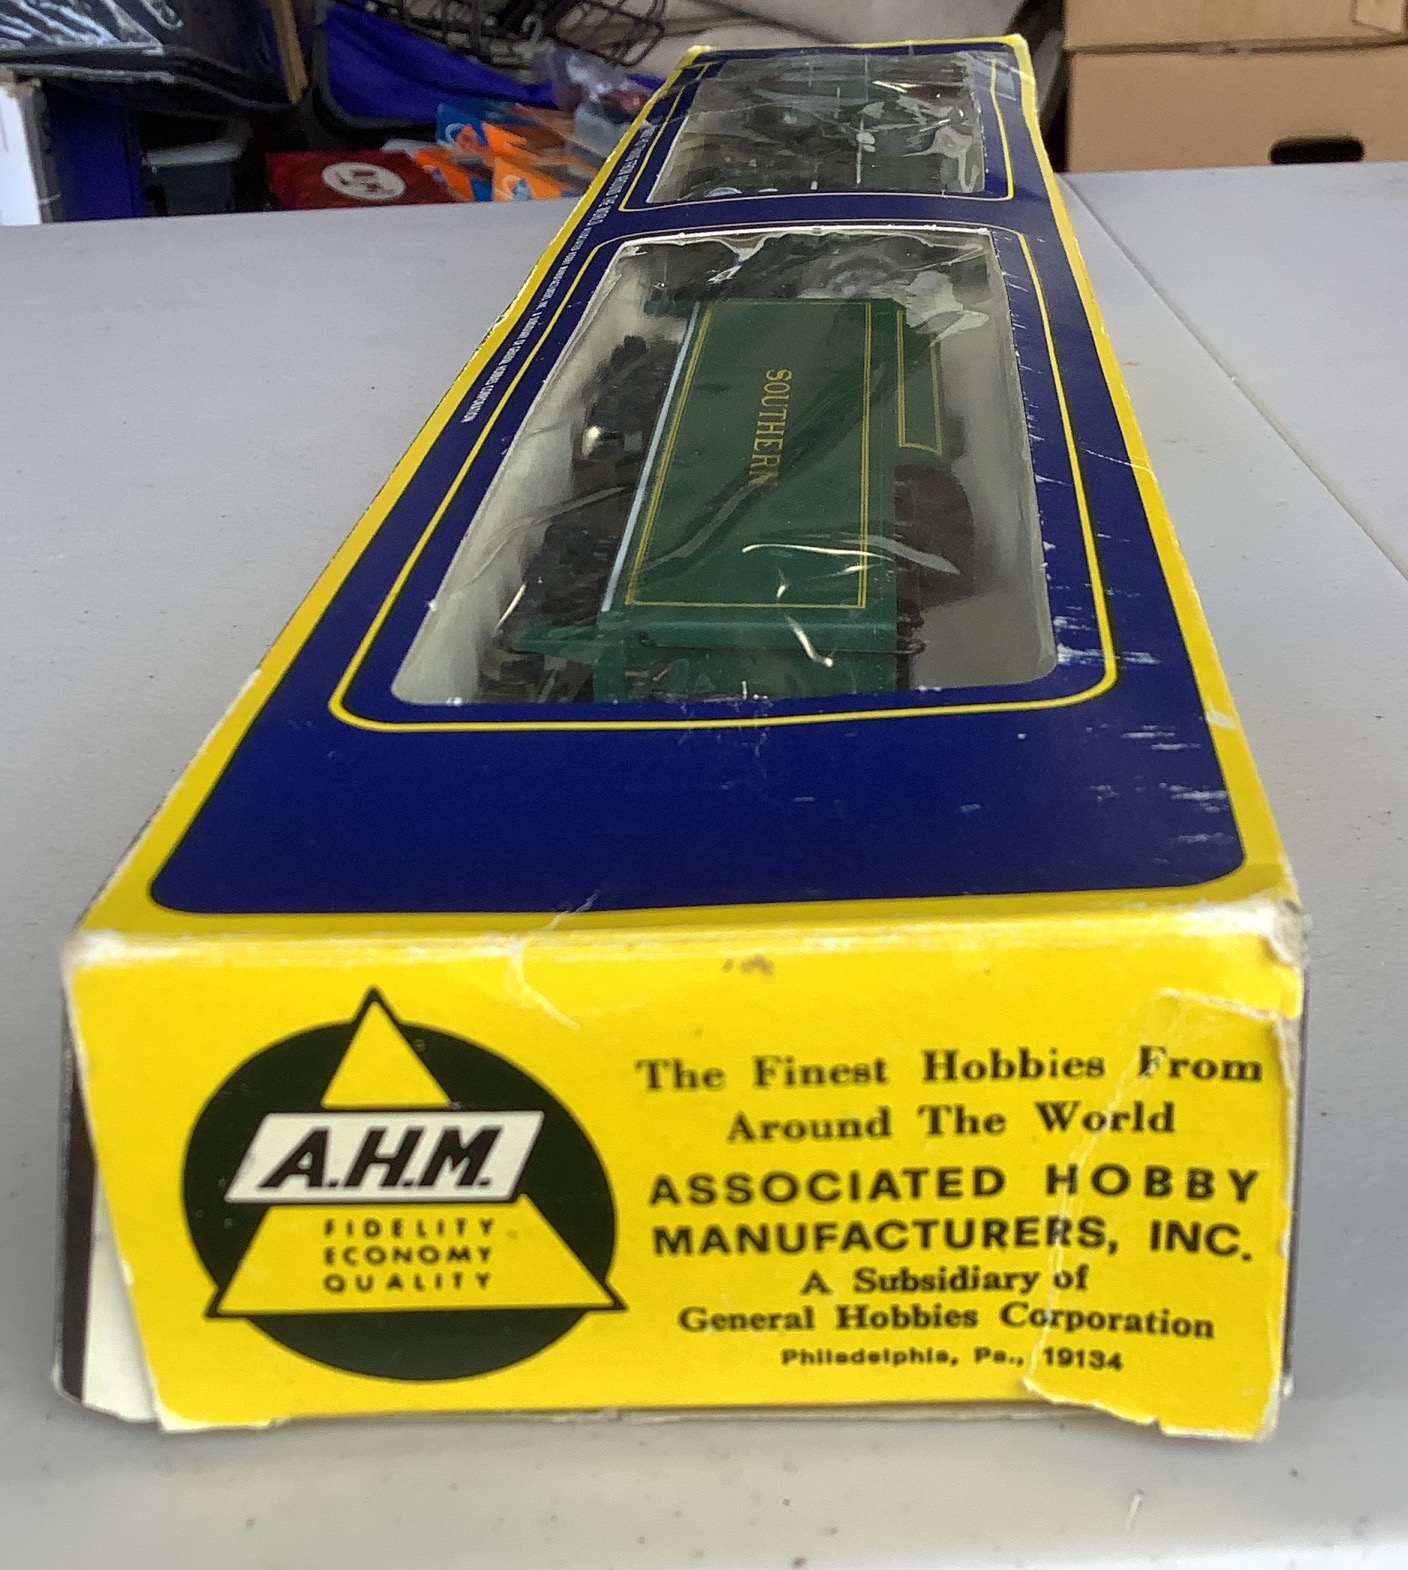 SOUTHERN
A.H.M.
FIDELITY
ECONOMY
QUALITY
The Finest Hobbies From
Around The World
ASSOCIATED HOBBY
MANUFACTURERS, INC.
A Subsidiary of
General Hobbies Corporation
Philadelphia, Pa., 19134